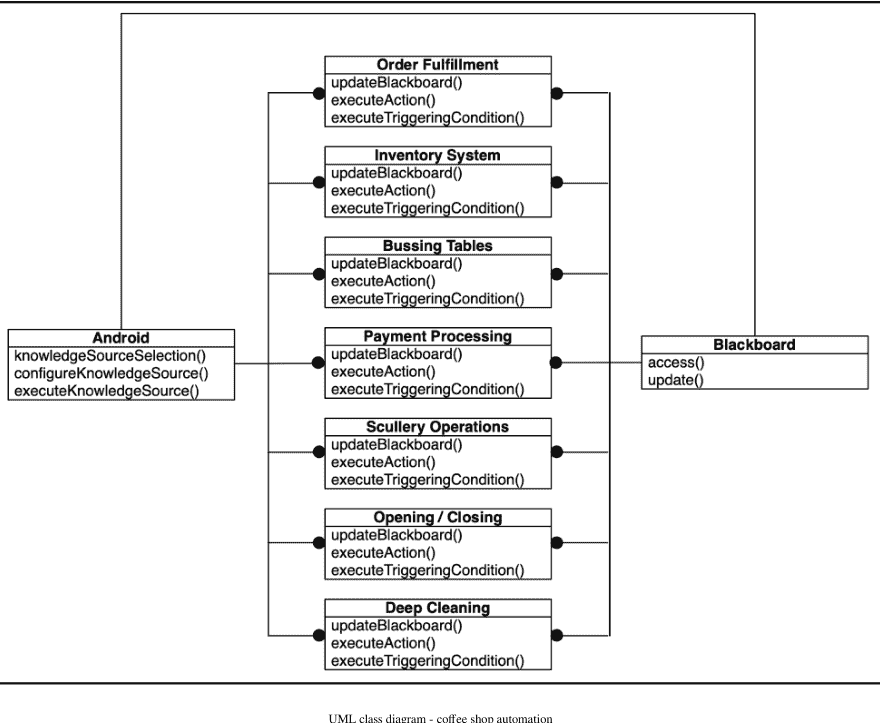 Order Fulfillment
updateBlackboard()
executeAction()
executeTriggeringCondition()
Inventory System
updateBlackboard()
executeAction()
executeTriggeringCondition()
Bussing Tables
updateBlackboard()
executeAction()
executeTriggeringCondition()
Android
knowledgeSourceSelection()
configureKnowledgeSource()
executeKnowledgeSource()
Payment Processing
updateBlackboard()
executeAction()
executeTriggeringCondition()
Blackboard
access()
update()
Scullery Operations
updateBlackboard()
executeAction()
executeTriggeringCondition()
Opening / Closing
updateBlackboard()
executeAction()
executeTriggeringCondition()
Deep Cleaning
updateBlackboard()
executeAction()
executeTriggeringCondition()
UML class diagram - coffee shop automation